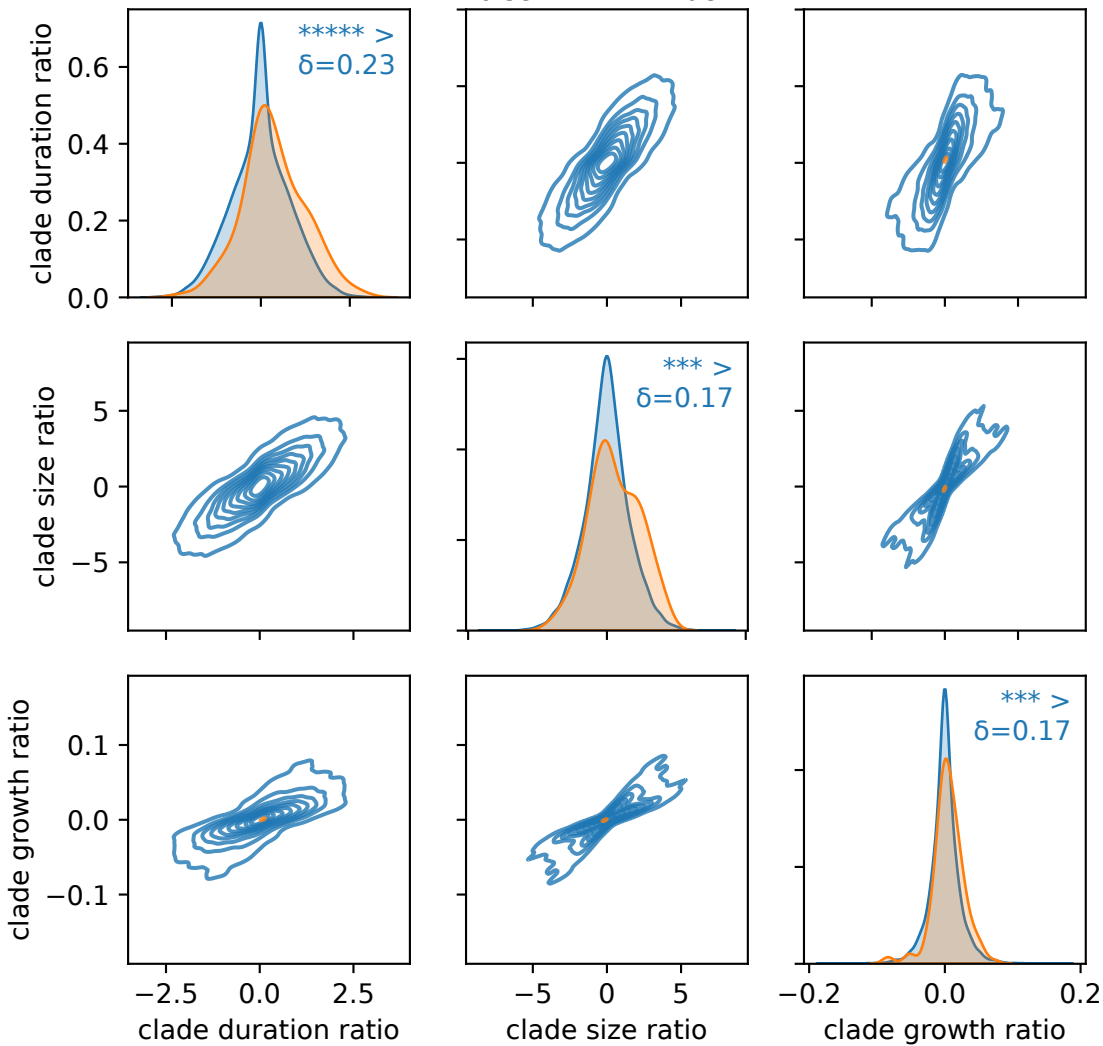 clade duration ratio
0.6
0.4
0.2
0.0
***** >
δ=0.23
clade size ratio
5
0
−5
*** >
δ=0.17
clade growth ratio
0.1
0.0
−0.1
*** >
δ=0.17
−2.5 0.0 2.5
−5 0 5
−0.2 0.0 0.2
clade duration ratio
clade size ratio
clade growth ratio